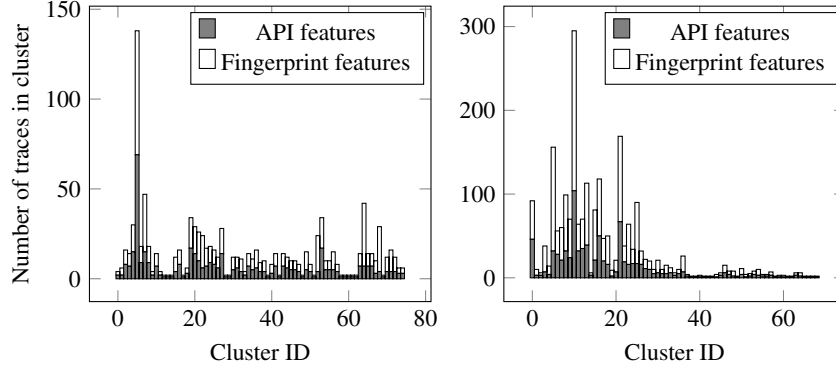 150
API features
Fingerprint features
100
50
0
Number of traces in cluster
0 20 40 60 80
Cluster ID
300
API features
Fingerprint features
200
100
0
0 20 40 60
Cluster ID